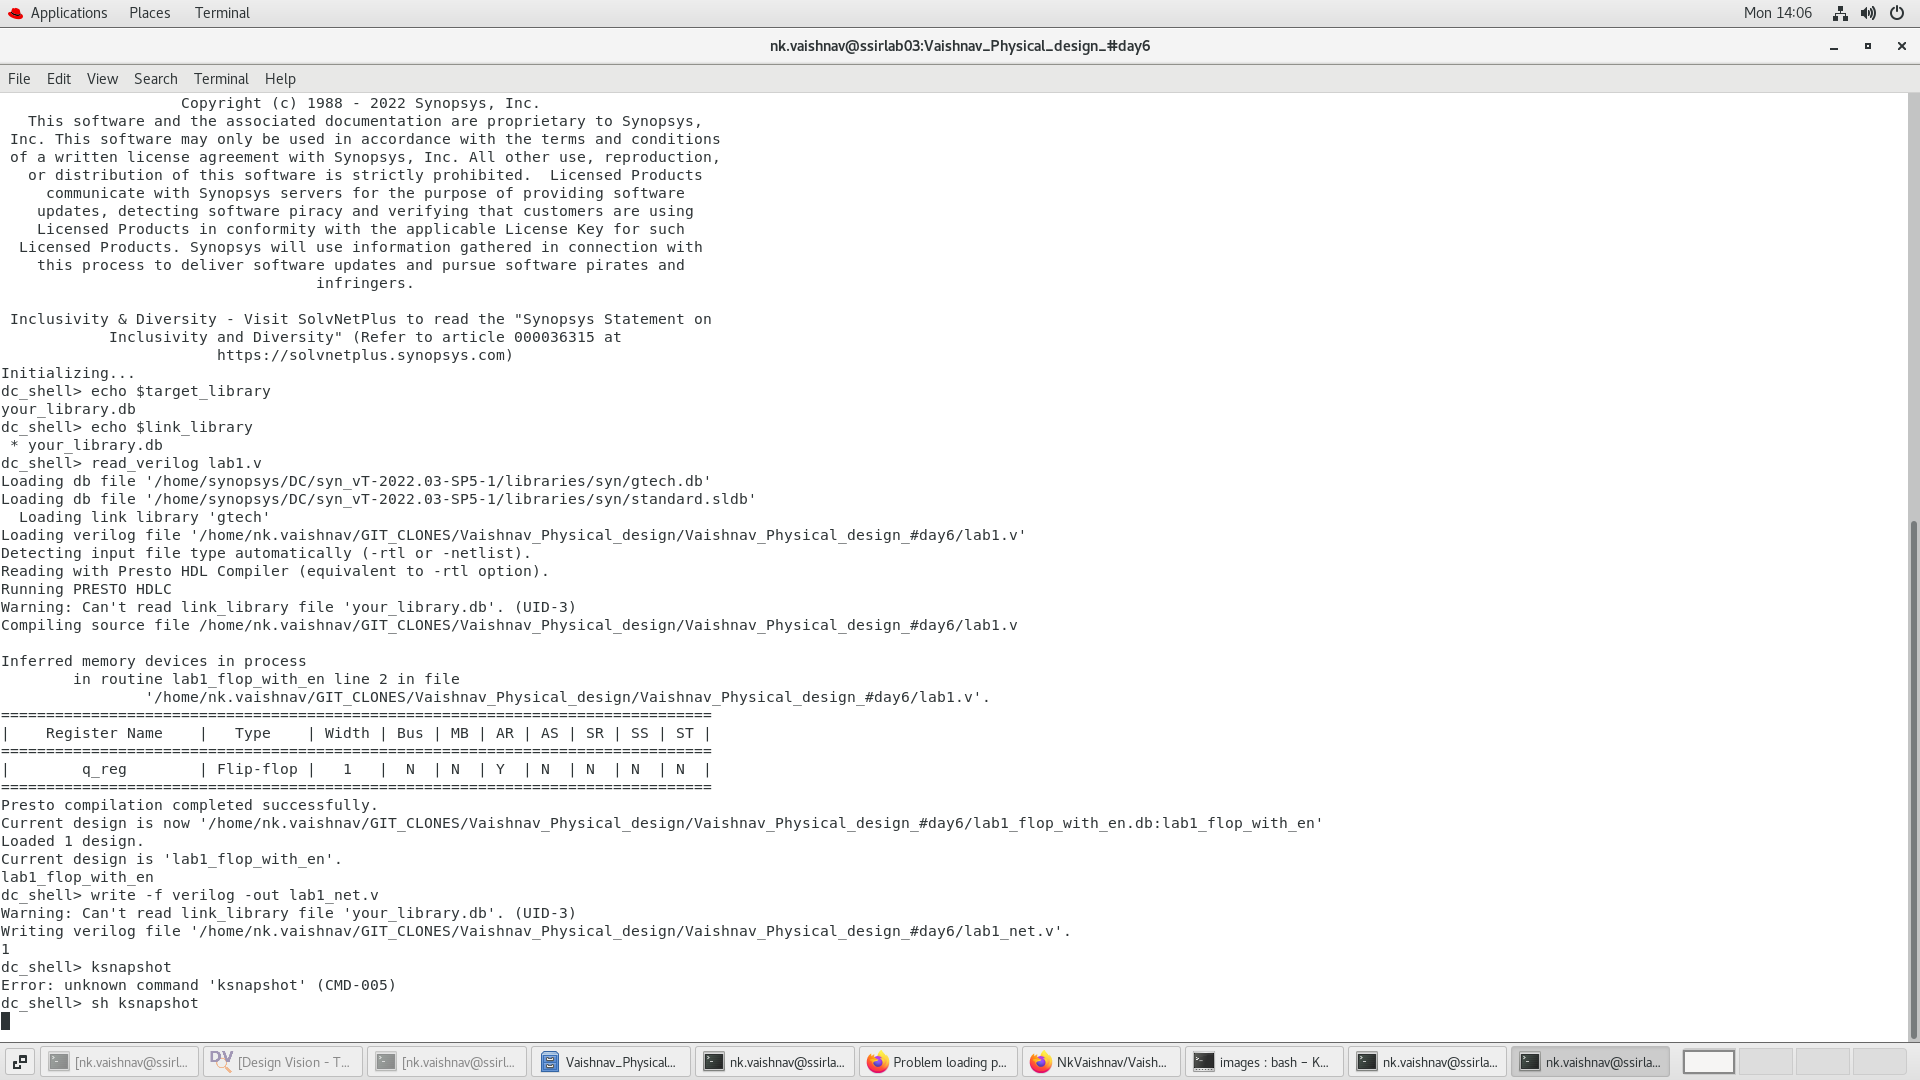 Applications Places Terminal Mon 14:06
nk.vaishnav@ssirlab03:Vaishnav_Physical_design_#day6
File Edit View Search Terminal Help
Copyright (c) 1988 - 2022 Synopsys, Inc.
This software and the associated documentation are proprietary to Synopsys,
Inc. This software may only be used in accordance with the terms and conditions
of a written license agreement with Synopsys, Inc. All other use, reproduction,
or distribution of this software is strictly prohibited.  Licensed Products
communicate with Synopsys servers for the purpose of providing software
updates, detecting software piracy and verifying that customers are using
Licensed Products in conformity with the applicable License Key for such
Licensed Products. Synopsys will use information gathered in connection with
this process to deliver software updates and pursue software pirates and
infringers.
Inclusivity & Diversity - Visit SolvNetPlus to read the "Synopsys Statement on
Inclusivity and Diversity" (Refer to article 000036315 at
https://solvnetplus.synopsys.com)
Initializing...
dc_shell> echo $target_library
your_library.db
dc_shell> echo $link_library
* your_library.db
dc_shell> read_verilog lab1.v
Loading db file '/home/synopsys/DC/syn_vT-2022.03-SP5-1/libraries/syn/gtech.db'
Loading db file '/home/synopsys/DC/syn_vT-2022.03-SP5-1/libraries/syn/standard.sldb'
Loading link library 'gtech'
Loading verilog file '/home/nk.vaishnav/GIT_CLONES/Vaishnav_Physical_design/Vaishnav_Physical_design_#day6/lab1.v'
Detecting input file type automatically (-rtl or -netlist).
Reading with Presto HDL Compiler (equivalent to -rtl option).
Running PRESTO HDLC
Warning: Can't read link_library file 'your_library.db'. (UID-3)
Compiling source file /home/nk.vaishnav/GIT_CLONES/Vaishnav_Physical_design/Vaishnav_Physical_design_#day6/lab1.v
Inferred memory devices in process
in routine lab1_flop_with_en line 2 in file
'/home/nk.vaishnav/GIT_CLONES/Vaishnav_Physical_design/Vaishnav_Physical_design_#day6/lab1.v'.
===============================================================================
|    Register Name    |   Type    | Width | Bus | MB | AR | AS | SR | SS | ST |
===============================================================================
|        q_reg        | Flip-flop |   1   |  N  | N  | Y  | N  | N  | N  | N  |
===============================================================================
Presto compilation completed successfully.
Current design is now '/home/nk.vaishnav/GIT_CLONES/Vaishnav_Physical_design/Vaishnav_Physical_design_#day6/lab1_flop_with_en.db:lab1_flop_with_en'
Loaded 1 design.
Current design is 'lab1_flop_with_en'.
lab1_flop_with_en
dc_shell> write -f verilog -out lab1_net.v
Warning: Can't read link_library file 'your_library.db'. (UID-3)
Writing verilog file '/home/nk.vaishnav/GIT_CLONES/Vaishnav_Physical_design/Vaishnav_Physical_design_#day6/lab1_net.v'.
1
dc_shell> ksnapshot
Error: unknown command 'ksnapshot' (CMD-005)
dc_shell> sh ksnapshot
[nk.vaishnav@ssirl... DV [Design Vision - T... [nk.vaishnav@ssirl... Vaishnav_Physical... nk.vaishnav@ssirla... Problem loading p... NkVaishnav/Vaish... images : bash – K... nk.vaishnav@ssirla... nk.vaishnav@ssirla...